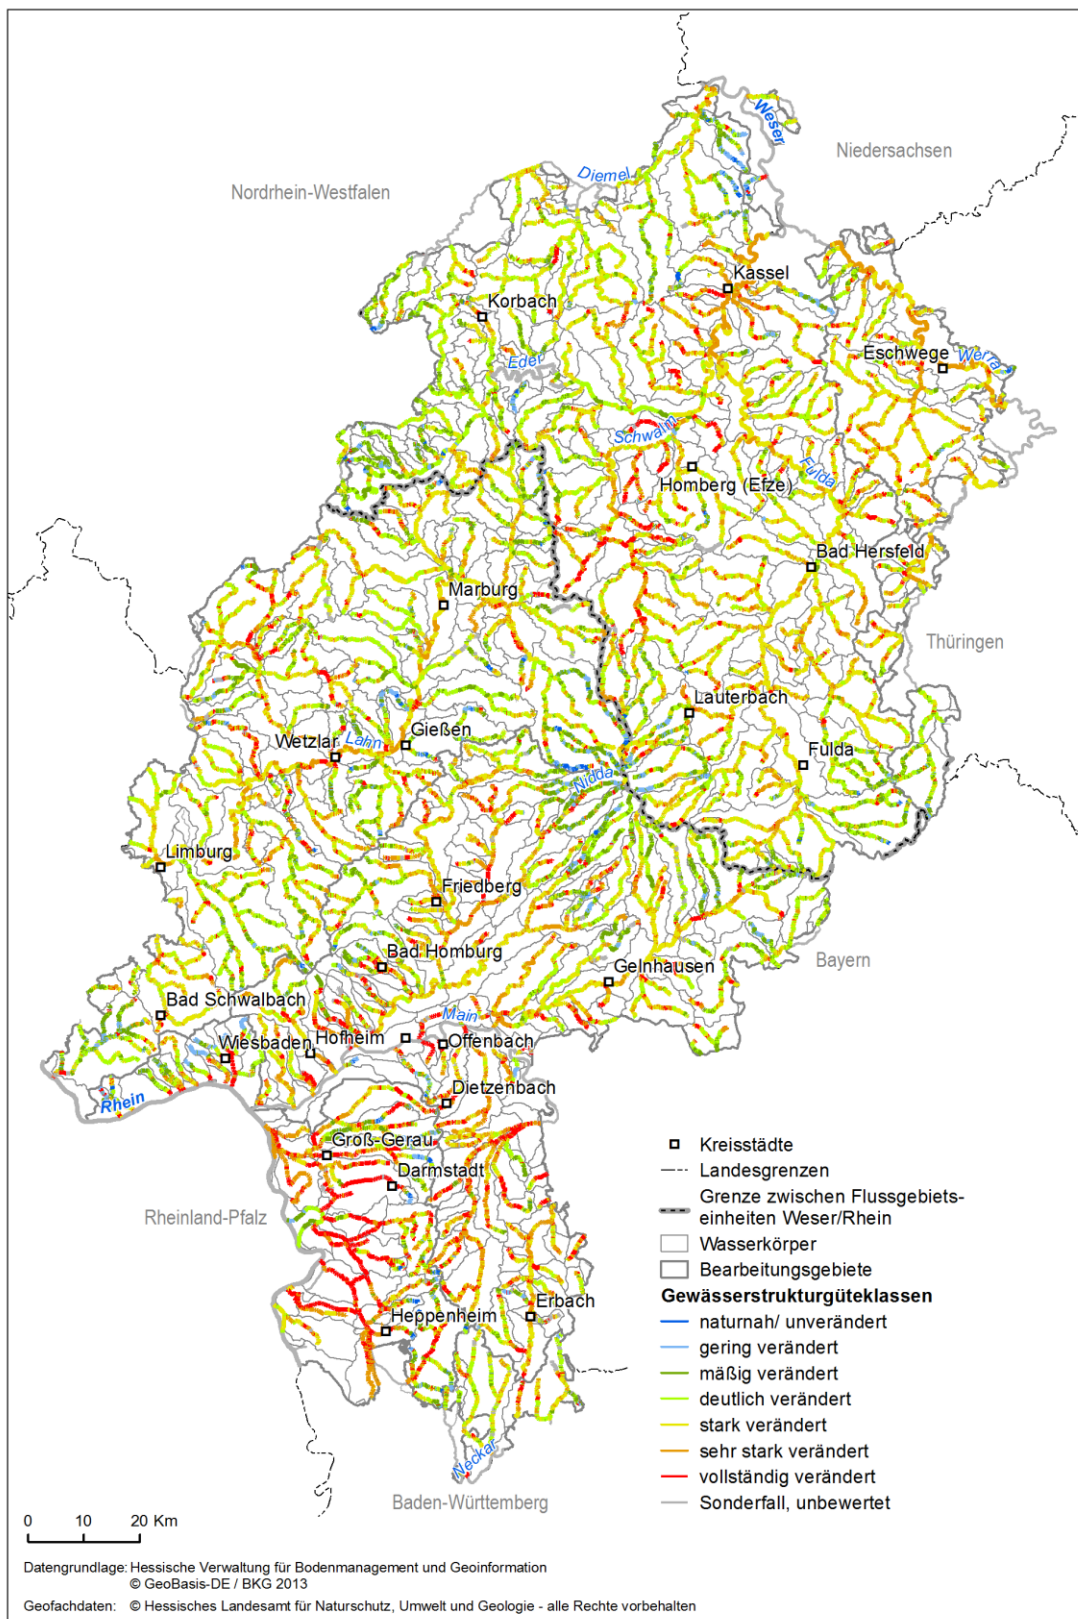 Weser
Niedersachsen
Diemel
Nordrhein-Westfalen
Kassel
Korbach
Eder
Eschwege
Werra
Schwalm
Fulda
Homberg (Efze)
Bad Hersfeld
Marburg
Thüringen
Lauterbach
Gießen
Wetzlar
Lahn
Fulda
Nidda
Limburg
Friedberg
Bad Homburg
Gelnhausen
Bayern
Bad Schwalbach
Main
Hofheim
Offenbach
Wiesbaden
Dietzenbach
Rhein
Groß-Gerau
Darmstadt
Rheinland-Pfalz
Erbach
Heppenheim
Neckar
Baden-Württemberg
Kreisstädte
Landesgrenzen
Grenze zwischen Flussgebiets-
einheiten Weser/Rhein
Wasserkörper
Bearbeitungsgebiete
Gewässerstrukturgüteklassen
naturnah/ unverändert
gering verändert
mäßig verändert
deutlich verändert
stark verändert
sehr stark verändert
vollständig verändert
Sonderfall, unbewertet
0 10 20 Km
Datengrundlage: Hessische Verwaltung für Bodenmanagement und Geoinformation
© GeoBasis-DE / BKG 2013
Geofachdaten: © Hessisches Landesamt für Naturschutz, Umwelt und Geologie - alle Rechte vorbehalten